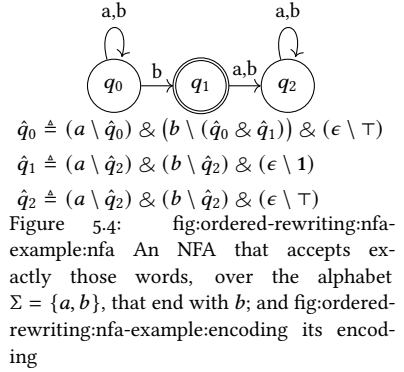 a,b a,b
q0 b q1 a,b q2
q̂0 ≜ (a \ q̂0) & (b \ (q̂0 & q̂1)) & (ϵ \ ⊤)
q̂1 ≜ (a \ q̂2) & (b \ q̂2) & (ϵ \ 1)
q̂2 ≜ (a \ q̂2) & (b \ q̂2) & (ϵ \ ⊤)
Figure 5.4: fig:ordered-rewriting:nfa-
example:nfa An NFA that accepts ex-
actly those words, over the alphabet
Σ = {a, b}, that end with b; and fig:ordered-
rewriting:nfa-example:encoding its encod-
ing